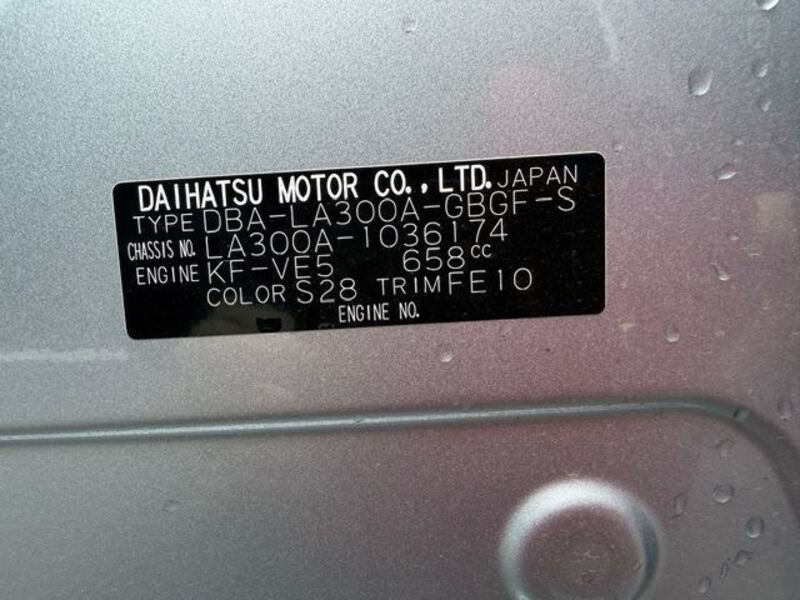 DAIHATSU MOTOR CO., LTD. JAPAN
TYPE DBA-LA300A-GBGF-S
CHASSIS NO. LA300A-1036174
ENGINE KF-VE5 658cc
COLOR S28 TRIM FE10
ENGINE NO.